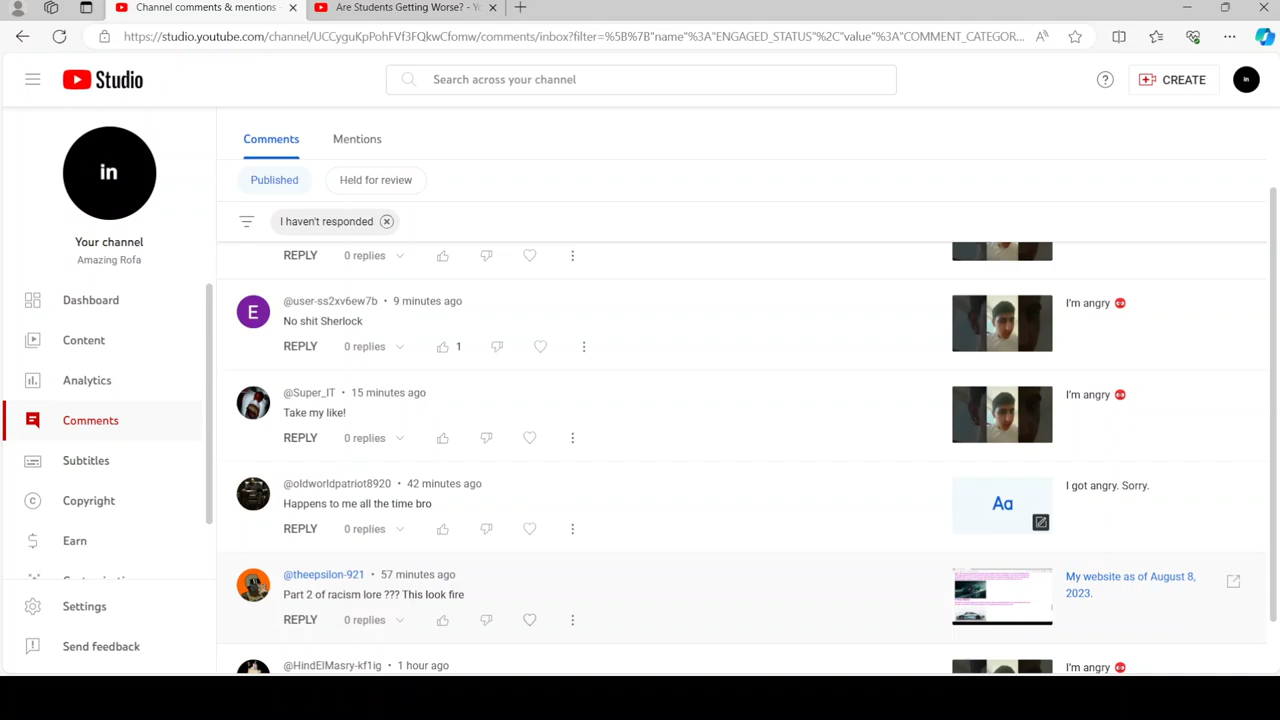 Channel comments & mentions -
Are Students Getting Worse? - Yo
https://studio.youtube.com/channel/UCCyguKpPohFVf3FQkwCfomw/comments/inbox?filter=%5B%7B"name"%3A"ENGAGED_STATUS"%2C"value"%3A"COMMENT_CATEGOR...
Studio
Search across your channel
CREATE
in
in
Your channel
Amazing Rofa
Dashboard
Content
Analytics
Comments
Subtitles
Copyright
Earn
Settings
Send feedback
Comments
Mentions
Published
Held for review
I haven't responded
REPLY 0 replies
@user-ss2xv6ew7b • 9 minutes ago
No shit Sherlock
REPLY 0 replies 1
I'm angry
@Super_IT • 15 minutes ago
Take my like!
REPLY 0 replies
I'm angry
@oldworldpatriot8920 • 42 minutes ago
Happens to me all the time bro
REPLY 0 replies
Aa
I got angry. Sorry.
@theepsilon-921 • 57 minutes ago
Part 2 of racism lore ??? This look fire
REPLY 0 replies
My website as of August 8,
2023.
@HindElMasry-kf1ig • 1 hour ago
I'm angry